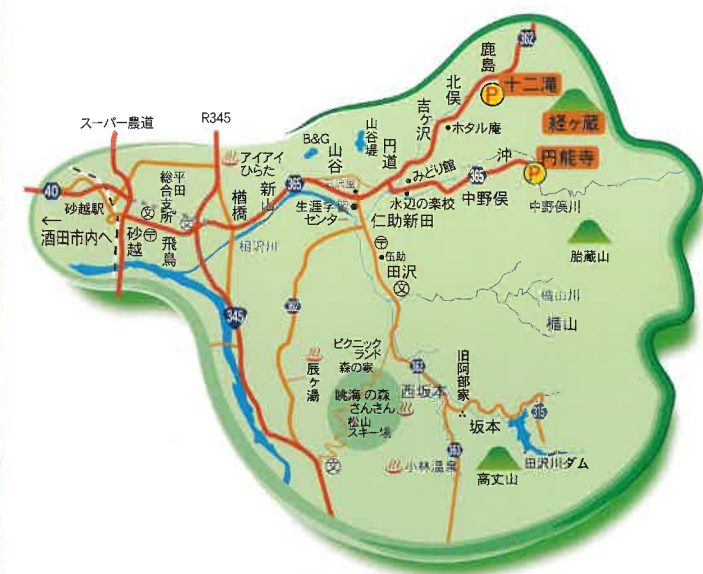 362
鹿島
十二滝
P
北俣
吉ヶ沢
ホタル庵
経ヶ蔵
スーパー農道
R345
B&G
山谷
山谷堤
円道
みどり館
沖
円能寺
P
アイアイ
ひらた
新山
365
水辺の楽校
365
中野俣
中野俣川
40
砂越駅
平田
総合支所
文
楢橋
生涯学習
センター
仁助新田
←
酒田市内へ
砂越
〒
飛鳥
相沢川
〒
缶助
田沢
文
胎蔵山
楯山
345
ピクニック
ランド
森の家
辰ヶ湯
眺海の森
さんさん
松山
スキー場
西坂本
旧阿部家
坂本
315
文
小林温泉
高丈山
田沢川ダム